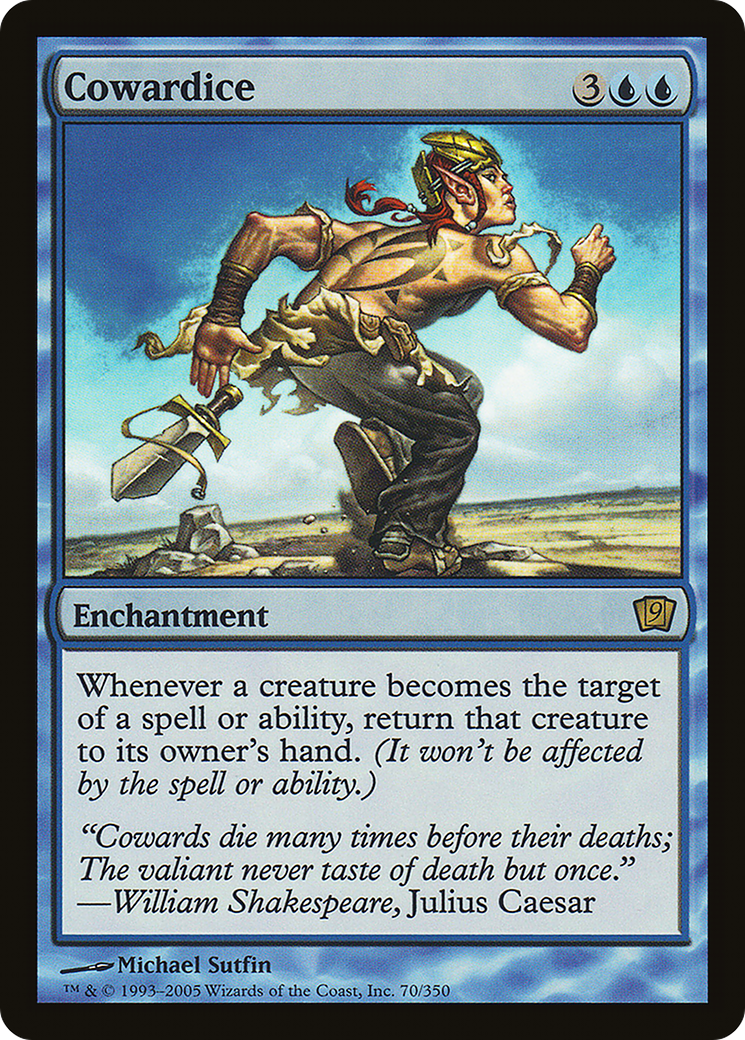 Cowardice 3
Enchantment 9
Whenever a creature becomes the target
of a spell or ability, return that creature
to its owner's hand. (It won't be affected
by the spell or ability.)
“Cowards die many times before their deaths;
The valiant never taste of death but once.”
—William Shakespeare, Julius Caesar
Michael Sutfin
™ & © 1993–2005 Wizards of the Coast, Inc. 70/350